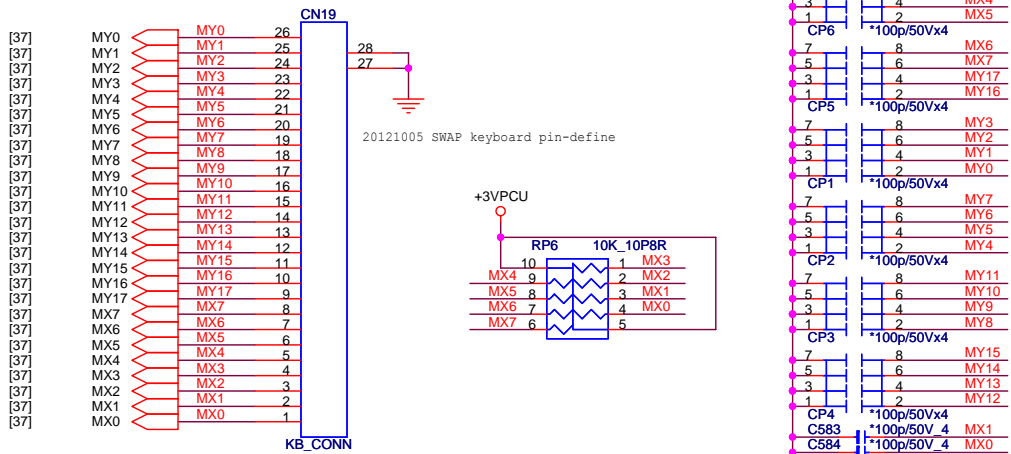 CN19
[37] MY0 MY0 26
[37] MY1 MY1 25
[37] MY2 MY2 24
[37] MY3 MY3 23
[37] MY4 MY4 22
[37] MY5 MY5 21
[37] MY6 MY6 20
[37] MY7 MY7 19
[37] MY8 MY8 18
[37] MY9 MY9 17
[37] MY10 MY10 16
[37] MY11 MY11 15
[37] MY12 MY12 14
[37] MY13 MY13 13
[37] MY14 MY14 12
[37] MY15 MY15 11
[37] MY16 MY16 10
[37] MY17 MY17 9
[37] MX7 MX7 8
[37] MX6 MX6 7
[37] MX5 MX5 6
[37] MX4 MX4 5
[37] MX3 MX3 4
[37] MX2 MX2 3
[37] MX1 MX1 2
[37] MX0 MX0 1
KB_CONN
28
27
20121005 SWAP keyboard pin-define
+3VPCU
RP6 10K_10P8R
10 1 MX3
MX4 9 2 MX2
MX5 8 3 MX1
MX6 7 4 MX0
MX7 6 5
3 4 MX4
1 2 MX5
CP6 *100p/50Vx4
7 8 MX6
5 6 MX7
3 4 MY17
1 2 MY16
CP5 *100p/50Vx4
7 8 MY3
5 6 MY2
3 4 MY1
1 2 MY0
CP1 *100p/50Vx4
7 8 MY7
5 6 MY6
3 4 MY5
1 2 MY4
CP2 *100p/50Vx4
7 8 MY11
5 6 MY10
3 4 MY9
1 2 MY8
CP3 *100p/50Vx4
7 8 MY15
5 6 MY14
3 4 MY13
1 2 MY12
CP4 *100p/50Vx4
C583 *100p/50V_4 MX1
C584 *100p/50V_4 MX0